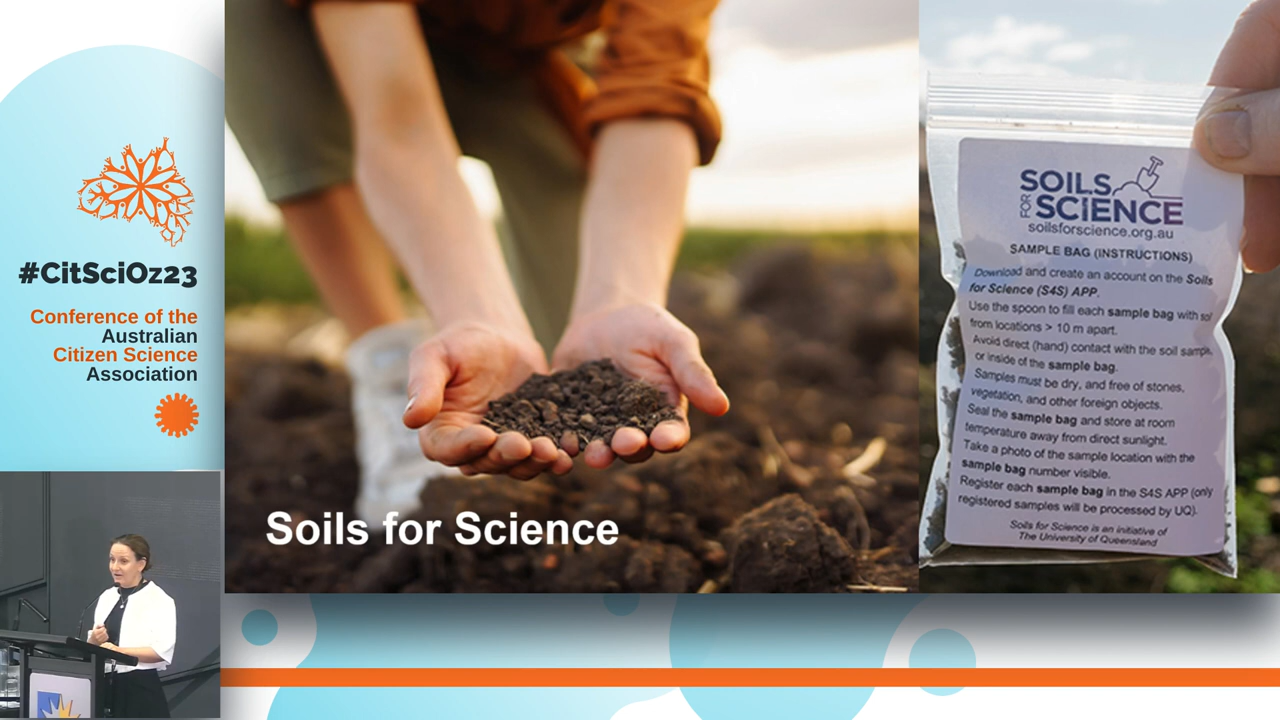 #CitSciOz23
Conference of the
Australian
Citizen Science
Association
Soils for Science
SOILS
FOR
SCIENCE
soilsforscience.org.au
SAMPLE BAG (INSTRUCTIONS)
Download and create an account on the Soils
for Science (S4S) APP.
Use the spoon to fill each sample bag with soil
from locations > 10 m apart.
Avoid direct (hand) contact with the soil sample,
or inside of the sample bag.
Samples must be dry, and free of stones,
vegetation, and other foreign objects.
Seal the sample bag and store at room
temperature away from direct sunlight.
Take a photo of the sample location with the
sample bag number visible.
Register each sample bag in the S4S APP (only
registered samples will be processed by UQ).
Soils for Science is an initiative of
The University of Queensland